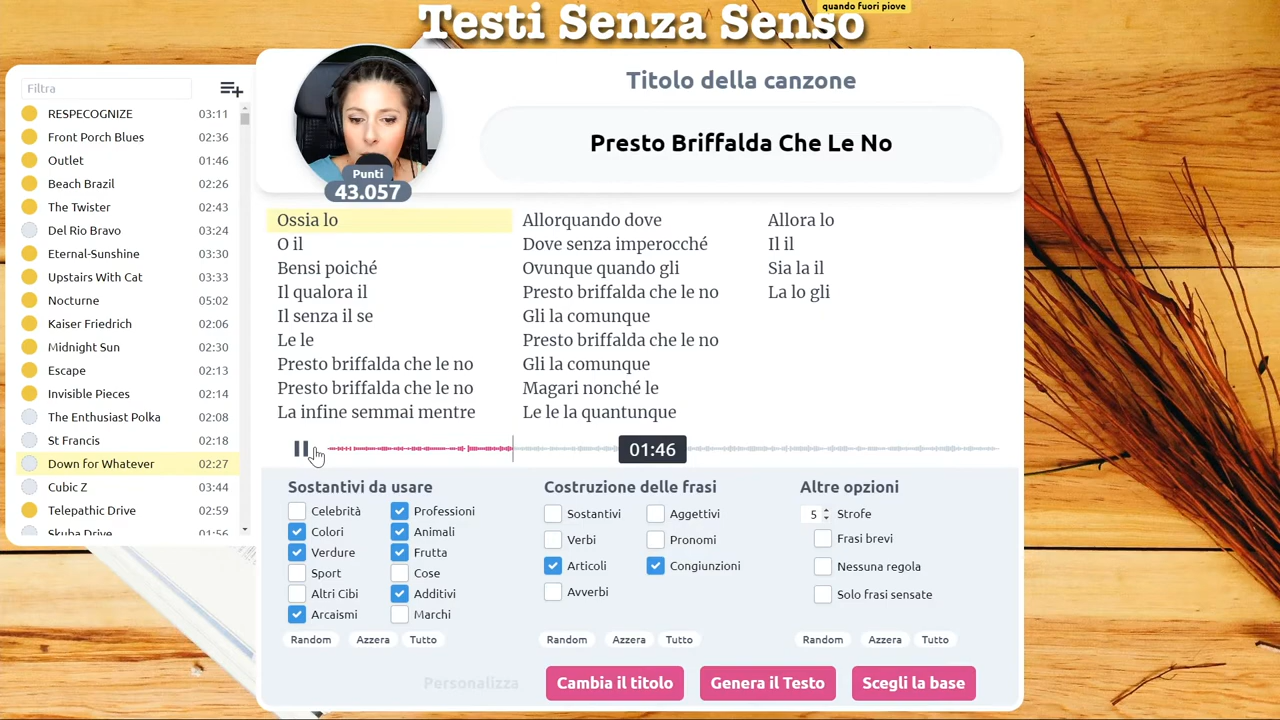 quando fuori piove
Testi Senza Senso
Filtra
RESPECOGNIZE 03:11
Front Porch Blues 02:36
Outlet 01:46
Beach Brazil 02:26
The Twister 02:43
Del Rio Bravo 03:24
Eternal-Sunshine 03:30
Upstairs With Cat 03:33
Nocturne 05:02
Kaiser Friedrich 02:06
Midnight Sun 02:30
Escape 02:13
Invisible Pieces 02:14
The Enthusiast Polka 02:08
St Francis 02:18
Down for Whatever 02:27
Cubic Z 03:44
Telepathic Drive 02:59
Skuba Drive 01:56
Titolo della canzone
Presto Briffalda Che Le No
Punti
43.057
Ossia lo
O il
Bensi poiché
Il qualora il
Il senza il se
Le le
Presto briffalda che le no
Presto briffalda che le no
La infine semmai mentre
Allorquando dove
Dove senza imperocché
Ovunque quando gli
Presto briffalda che le no
Gli la comunque
Presto briffalda che le no
Gli la comunque
Magari nonché le
Le le la quantunque
Allora lo
Il il
Sia la il
La lo gli
01:46
Sostantivi da usare
Celebrità Professioni
Colori Animali
Verdure Frutta
Sport Cose
Altri Cibi Additivi
Arcaismi Marchi
Random Azzera Tutto
Costruzione delle frasi
Sostantivi Aggettivi
Verbi Pronomi
Articoli Congiunzioni
Avverbi
Random Azzera Tutto
Altre opzioni
5 Strofe
Frasi brevi
Nessuna regola
Solo frasi sensate
Random Azzera Tutto
Personalizza Cambia il titolo Genera il Testo Scegli la base